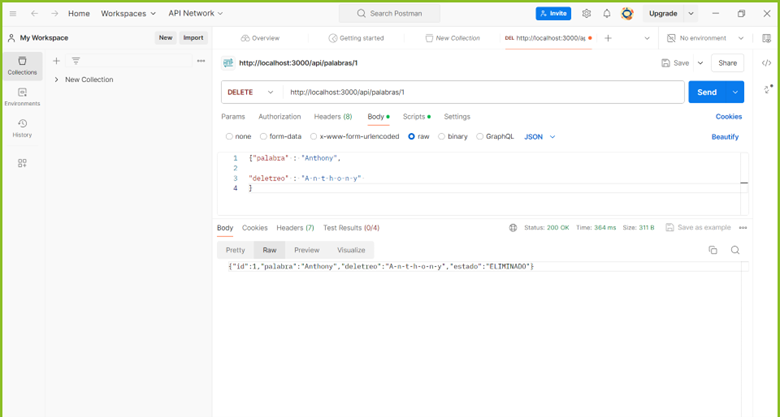 Home Workspaces API Network Search Postman Invite Upgrade
My Workspace New Import Overview Getting started New Collection DEL http://localhost:3000/ap No environment
Collections
New Collection
Environments
History
http://localhost:3000/api/palabras/1 Save Share
DELETE http://localhost:3000/api/palabras/1 Send
Params Authorization Headers (8) Body Scripts Settings Cookies
none form-data x-www-form-urlencoded raw binary GraphQL JSON Beautify
1 {"palabra" : "Anthony",
2
3 "deletreo" : "A-n-t-h-o-n-y"
4 }
Body Cookies Headers (7) Test Results (0/4) Status: 200 OK Time: 364 ms Size: 311 B Save as example
Pretty Raw Preview Visualize
{"id":1,"palabra":"Anthony","deletreo":"A-n-t-h-o-n-y","estado":"ELIMINADO"}